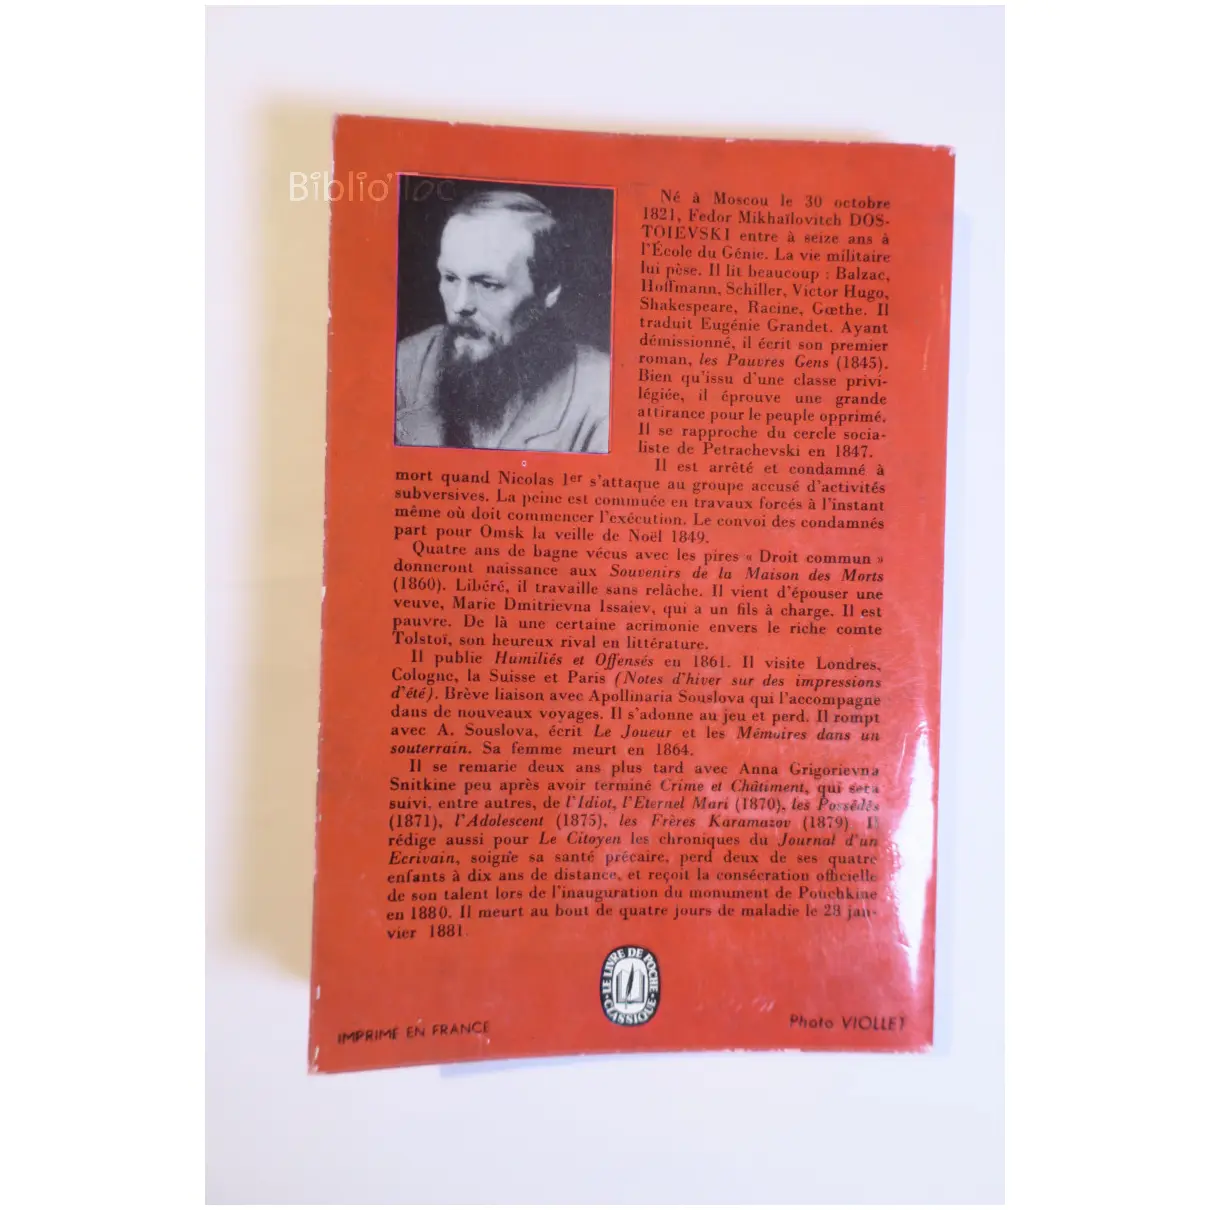 Biblio'Toc
Né à Moscou le 30 octobre
1821, Fedor Mikhaïlovitch DOS-
TOIEVSKI entre à seize ans à
l'École du Génie. La vie militaire
lui pèse. Il lit beaucoup : Balzac,
Hoffmann, Schiller, Victor Hugo,
Shakespeare, Racine, Gœthe. Il
traduit Eugénie Grandet. Ayant
démissionné, il écrit son premier
roman, les Pauvres Gens (1845).
Bien qu'issu d'une classe privi-
légiée, il éprouve une grande
attirance pour le peuple opprimé.
Il se rapproche du cercle socia-
liste de Petrachevski en 1847.
Il est arrêté et condamné à
mort quand Nicolas 1er s'attaque au groupe accusé d'activités
subversives. La peine est commuée en travaux forcés à l'instant
même où doit commencer l'exécution. Le convoi des condamnés
part pour Omsk la veille de Noël 1849.
Quatre ans de bagne vécus avec les pires « Droit commun »
donneront naissance aux Souvenirs de la Maison des Morts
(1860). Libéré, il travaille sans relâche. Il vient d'épouser une
veuve, Marie Dmitrievna Issaiev, qui a un fils à charge. Il est
pauvre. De là une certaine acrimonie envers le riche comte
Tolstoï, son heureux rival en littérature.
Il publie Humiliés et Offensés en 1861. Il visite Londres,
Cologne, la Suisse et Paris (Notes d'hiver sur des impressions
d'été). Brève liaison avec Apollinaria Souslova qui l'accompagne
dans de nouveaux voyages. Il s'adonne au jeu et perd. Il rompt
avec A. Souslova, écrit Le Joueur et les Mémoires dans un
souterrain. Sa femme meurt en 1864.
Il se remarie deux ans plus tard avec Anna Grigorievna
Snitkine peu après avoir terminé Crime et Châtiment, qui sera
suivi, entre autres, de l'Idiot, l'Eternel Mari (1870), les Possédés
(1871), l'Adolescent (1875), les Frères Karamazov (1879) Il
rédige aussi pour Le Citoyen les chroniques du Journal d'un
Ecrivain, soigne sa santé précaire, perd deux de ses quatre
enfants à dix ans de distance, et reçoit la consécration officielle
de son talent lors de l'inauguration du monument de Pouchkine
en 1880. Il meurt au bout de quatre jours de maladie le 28 jan-
vier 1881.
LE LIVRE DE POCHE
CLASSIQUE
IMPRIMÉ EN FRANCE
Photo VIOLLET